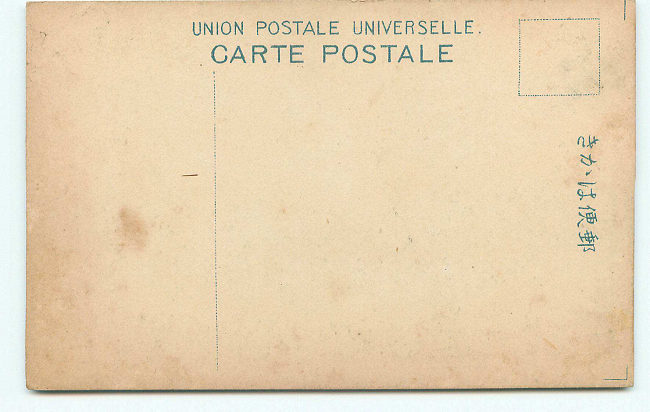 UNION POSTALE UNIVERSELLE.
CARTE POSTALE
郵便はがき